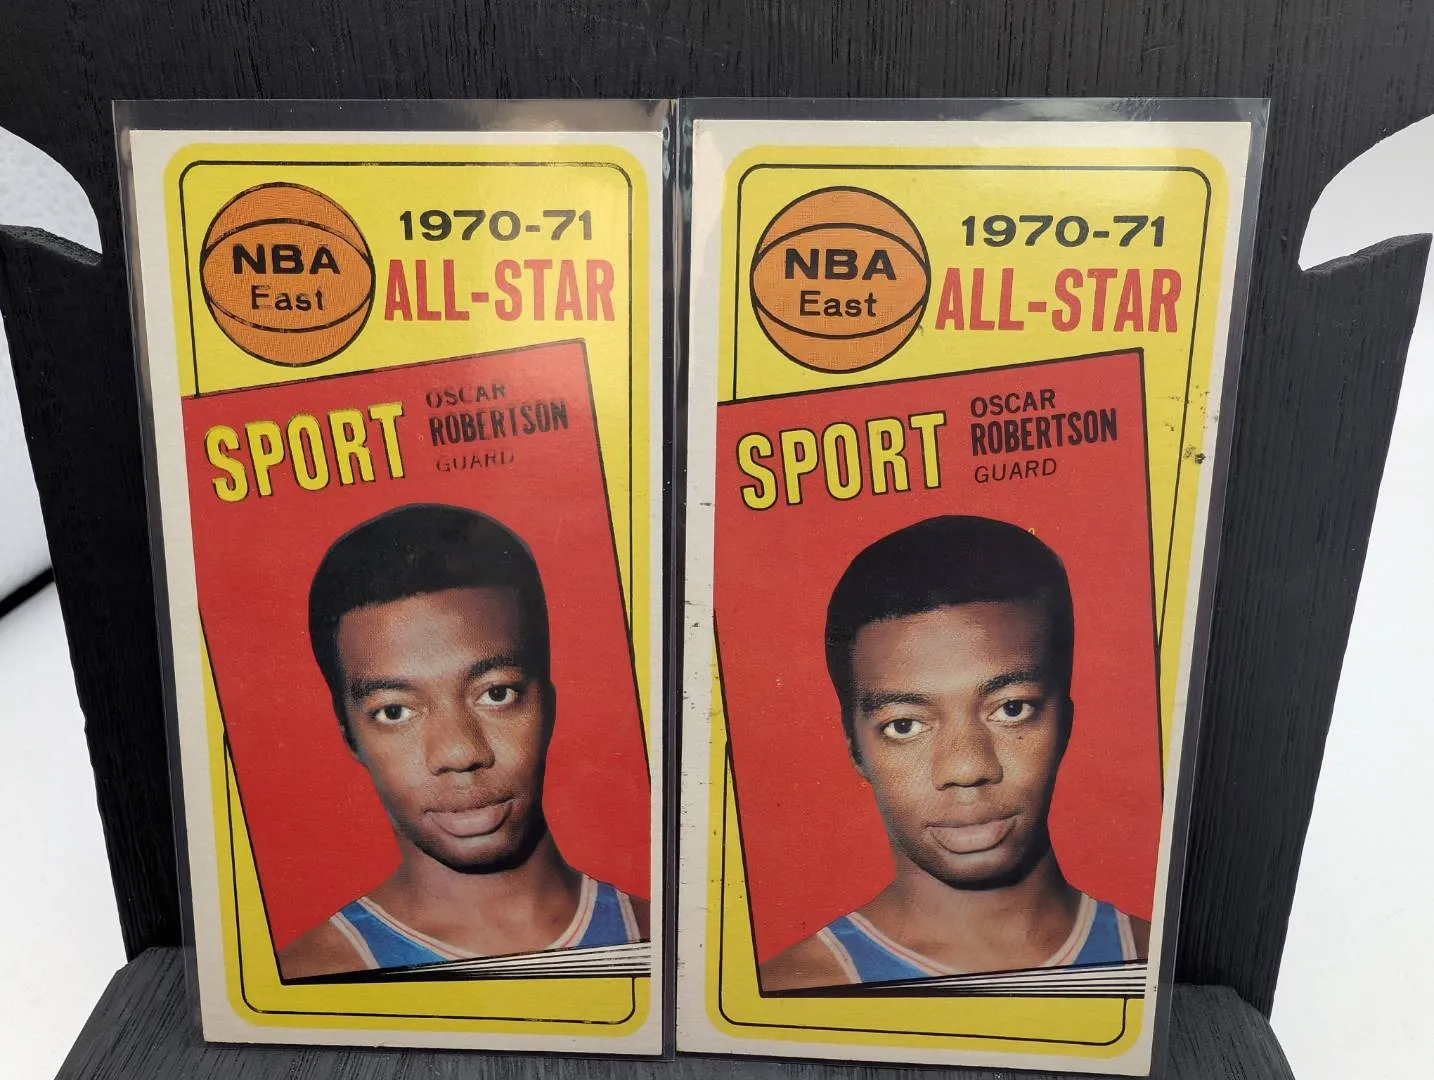 1970-71
NBA
ALL-STAR
East
OSCAR
SPORT
ROBERTSON
GUARD
1970-71
NBA
ALL-STAR
East
OSCAR
SPORT
ROBERTSON
GUARD